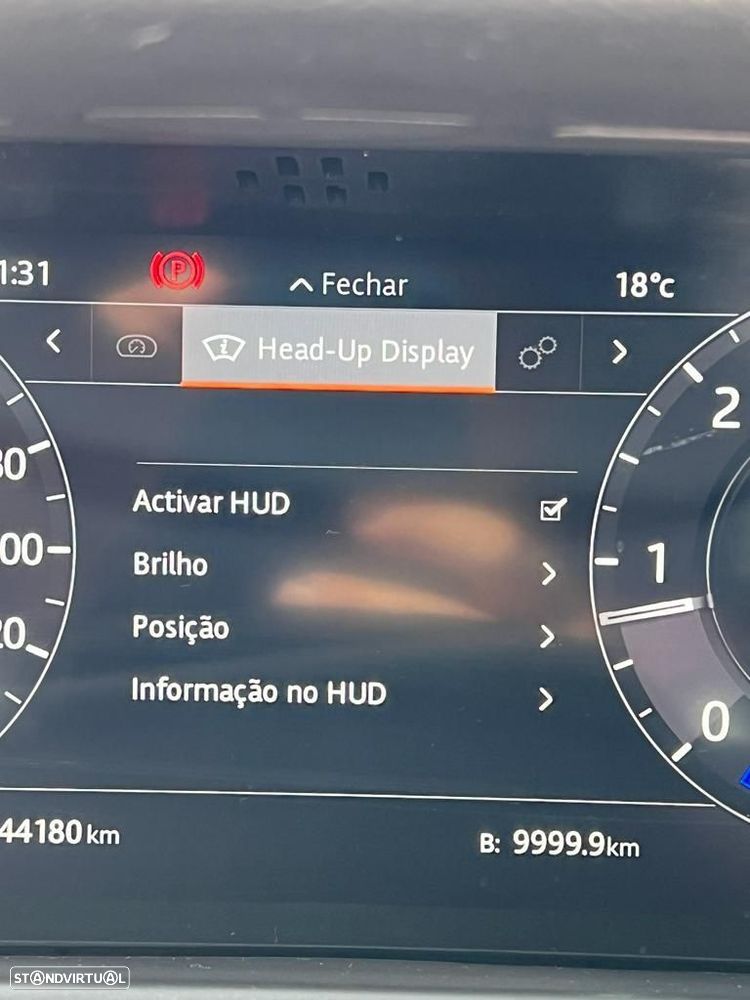 1:31
P
Fechar
18°c
i Head-Up Display
2
Activar HUD
Brilho
1
Posição
Informação no HUD
0
44180 km
B: 9999.9km
STANDVIRTUAL